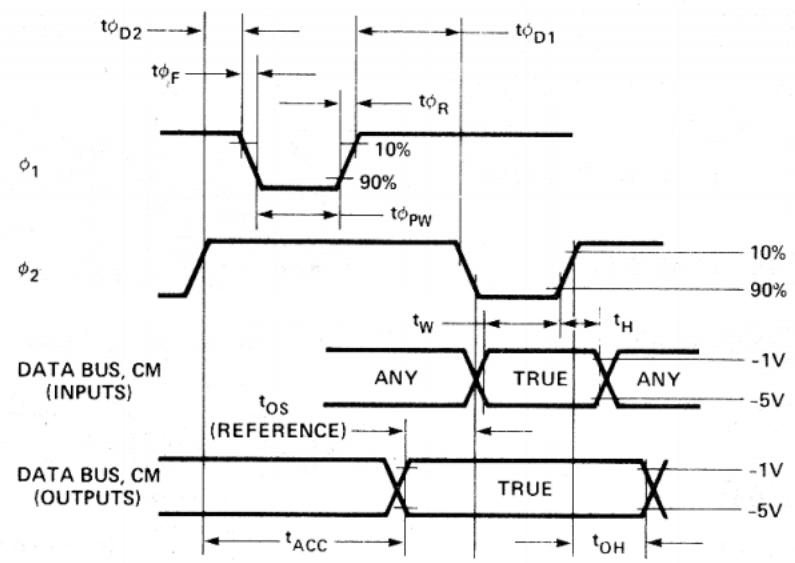 tϕD2
tϕD1
tϕF
tϕR
10%
ϕ1
90%
tϕPW
10%
ϕ2
90%
tW
tH
DATA BUS, CM
(INPUTS)
ANY
TRUE
ANY
-1V
-5V
tOS
(REFERENCE)
DATA BUS, CM
(OUTPUTS)
TRUE
-1V
-5V
tACC
tOH